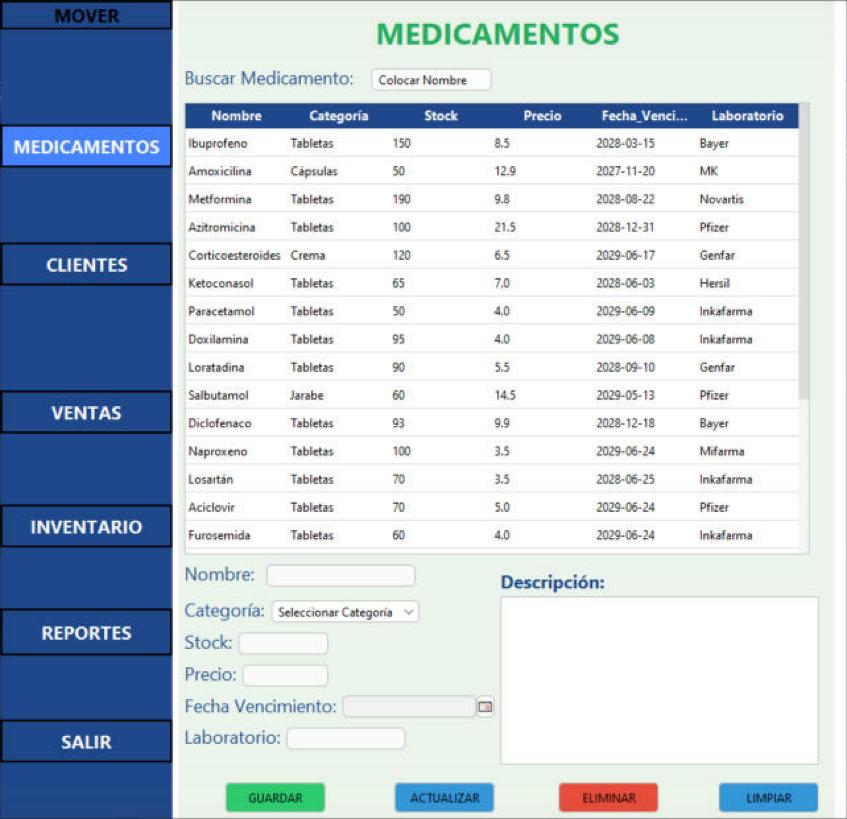 MOVER
MEDICAMENTOS
CLIENTES
VENTAS
INVENTARIO
REPORTES
SALIR
MEDICAMENTOS
Buscar Medicamento: Colocar Nombre
Nombre Categoría Stock Precio Fecha_Venci... Laboratorio
Ibuprofeno Tabletas 150 8.5 2028-03-15 Bayer
Amoxicilina Cápsulas 50 12.9 2027-11-20 MK
Metformina Tabletas 190 9.8 2028-08-22 Novartis
Azitromicina Tabletas 100 21.5 2028-12-31 Pfizer
Corticoesteroides Crema 120 6.5 2029-06-17 Genfar
Ketoconasol Tabletas 65 7.0 2028-06-03 Hersil
Paracetamol Tabletas 50 4.0 2029-06-09 Inkafarma
Doxilamina Tabletas 95 4.0 2029-06-08 Inkafarma
Loratadina Tabletas 90 5.5 2028-09-10 Genfar
Salbutamol Jarabe 60 14.5 2029-05-13 Pfizer
Diclofenaco Tabletas 93 9.9 2028-12-18 Bayer
Naproxeno Tabletas 100 3.5 2029-06-24 Mifarma
Losartán Tabletas 70 3.5 2028-06-25 Inkafarma
Aciclovir Tabletas 70 5.0 2029-06-24 Pfizer
Furosemida Tabletas 60 4.0 2029-06-24 Inkafarma
Nombre:
Categoría: Seleccionar Categoría
Stock:
Precio:
Fecha Vencimiento:
Laboratorio:
Descripción:
GUARDAR ACTUALIZAR ELIMINAR LIMPIAR